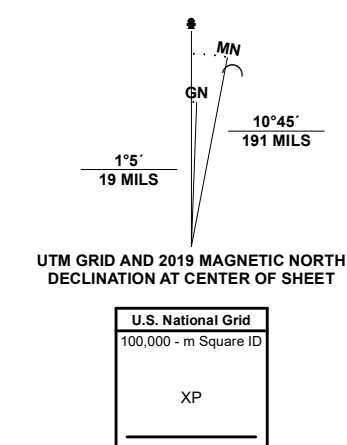 MN
GN
10°45´
191 MILS
1°5´
19 MILS
UTM GRID AND 2019 MAGNETIC NORTH
DECLINATION AT CENTER OF SHEET
U.S. National Grid
100,000 - m Square ID
XP